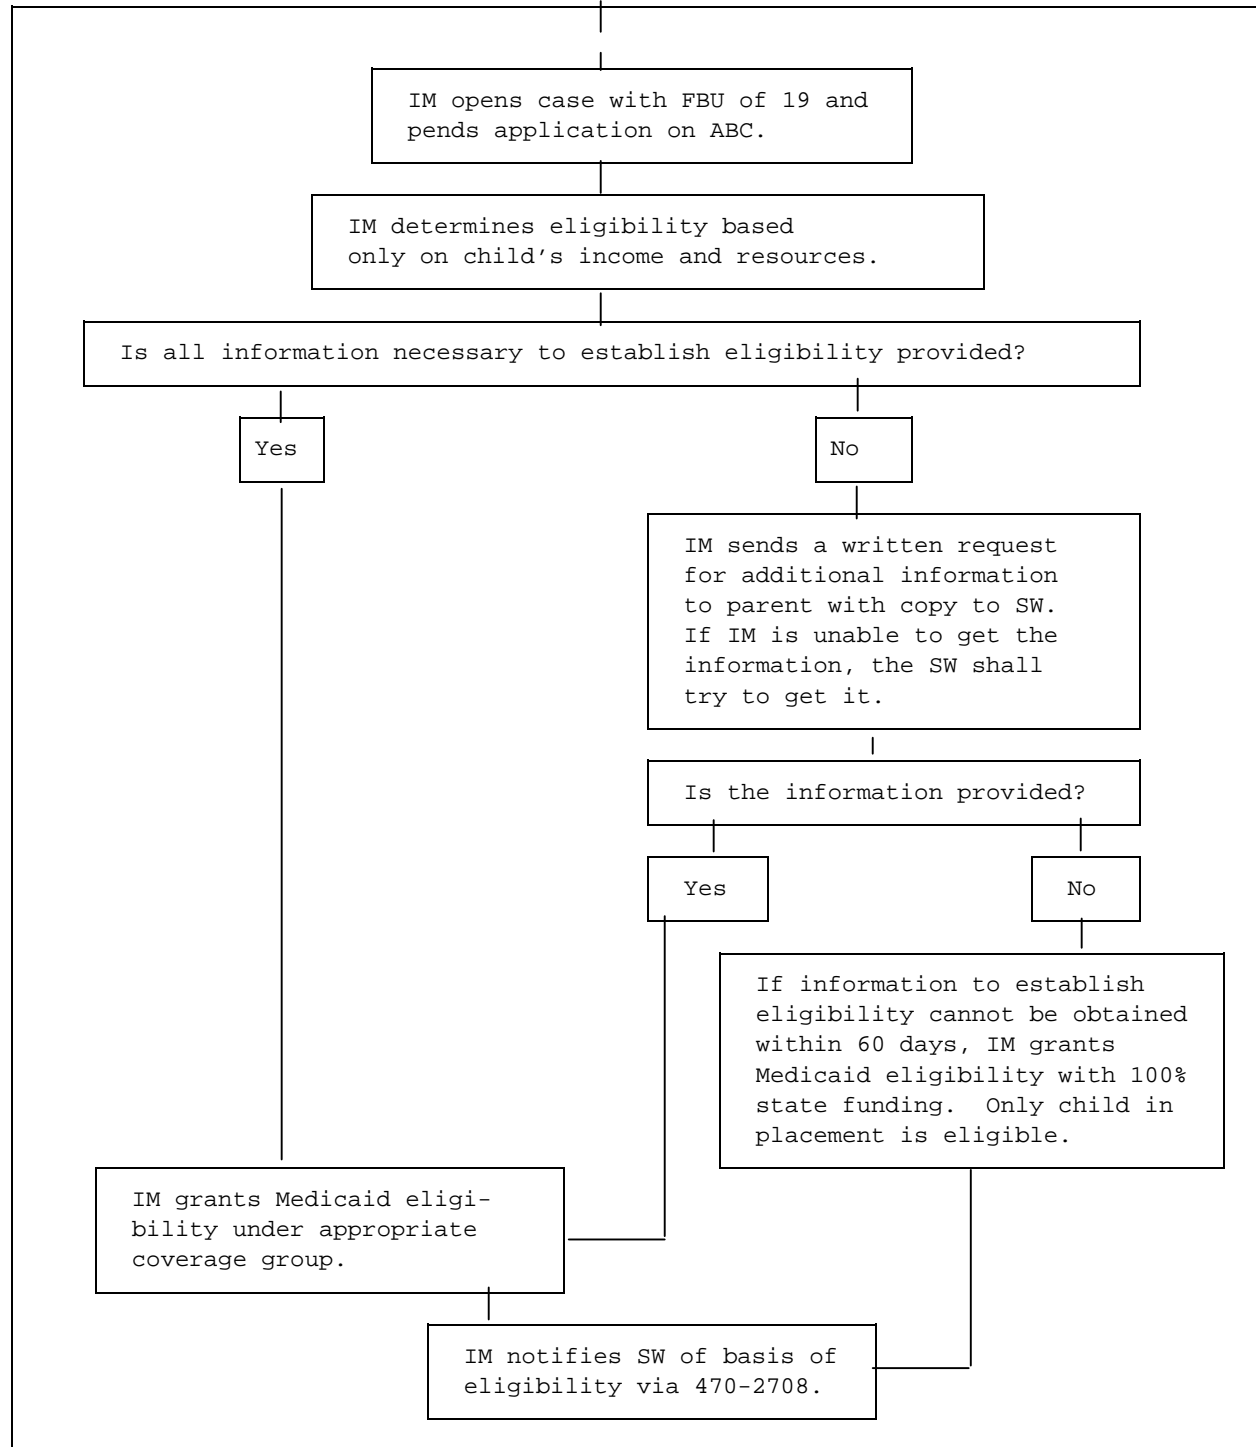 IM opens case with FBU of 19 and
pends application on ABC.
IM determines eligibility based
only on child's income and resources.
Is all information necessary to establish eligibility provided?
Yes
No
IM sends a written request
for additional information
to parent with copy to SW.
If IM is unable to get the
information, the SW shall
try to get it.
Is the information provided?
Yes
No
If information to establish
eligibility cannot be obtained
within 60 days, IM grants
Medicaid eligibility with 100%
state funding.  Only child in
placement is eligible.
IM grants Medicaid eligi-
bility under appropriate
coverage group.
IM notifies SW of basis of
eligibility via 470-2708.